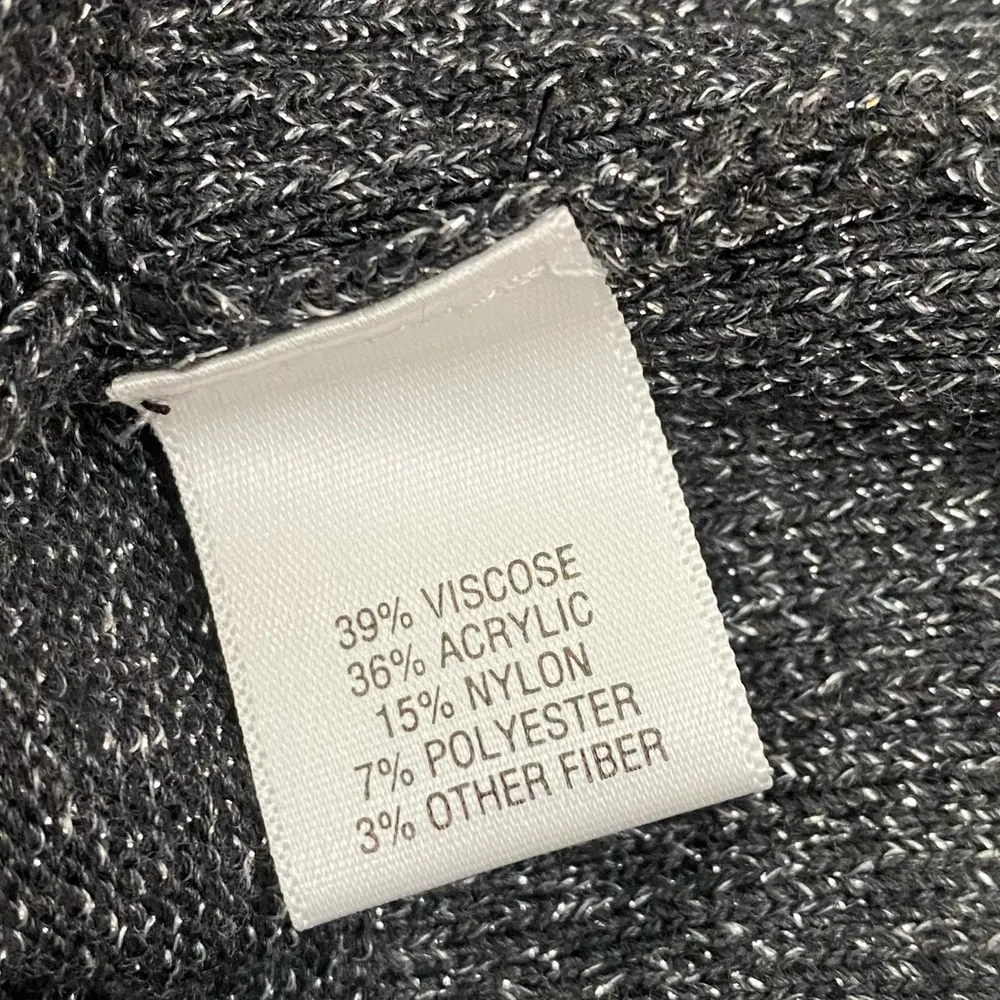 39% VISCOSE
36% ACRYLIC
15% NYLON
7% POLYESTER
3% OTHER FIBER